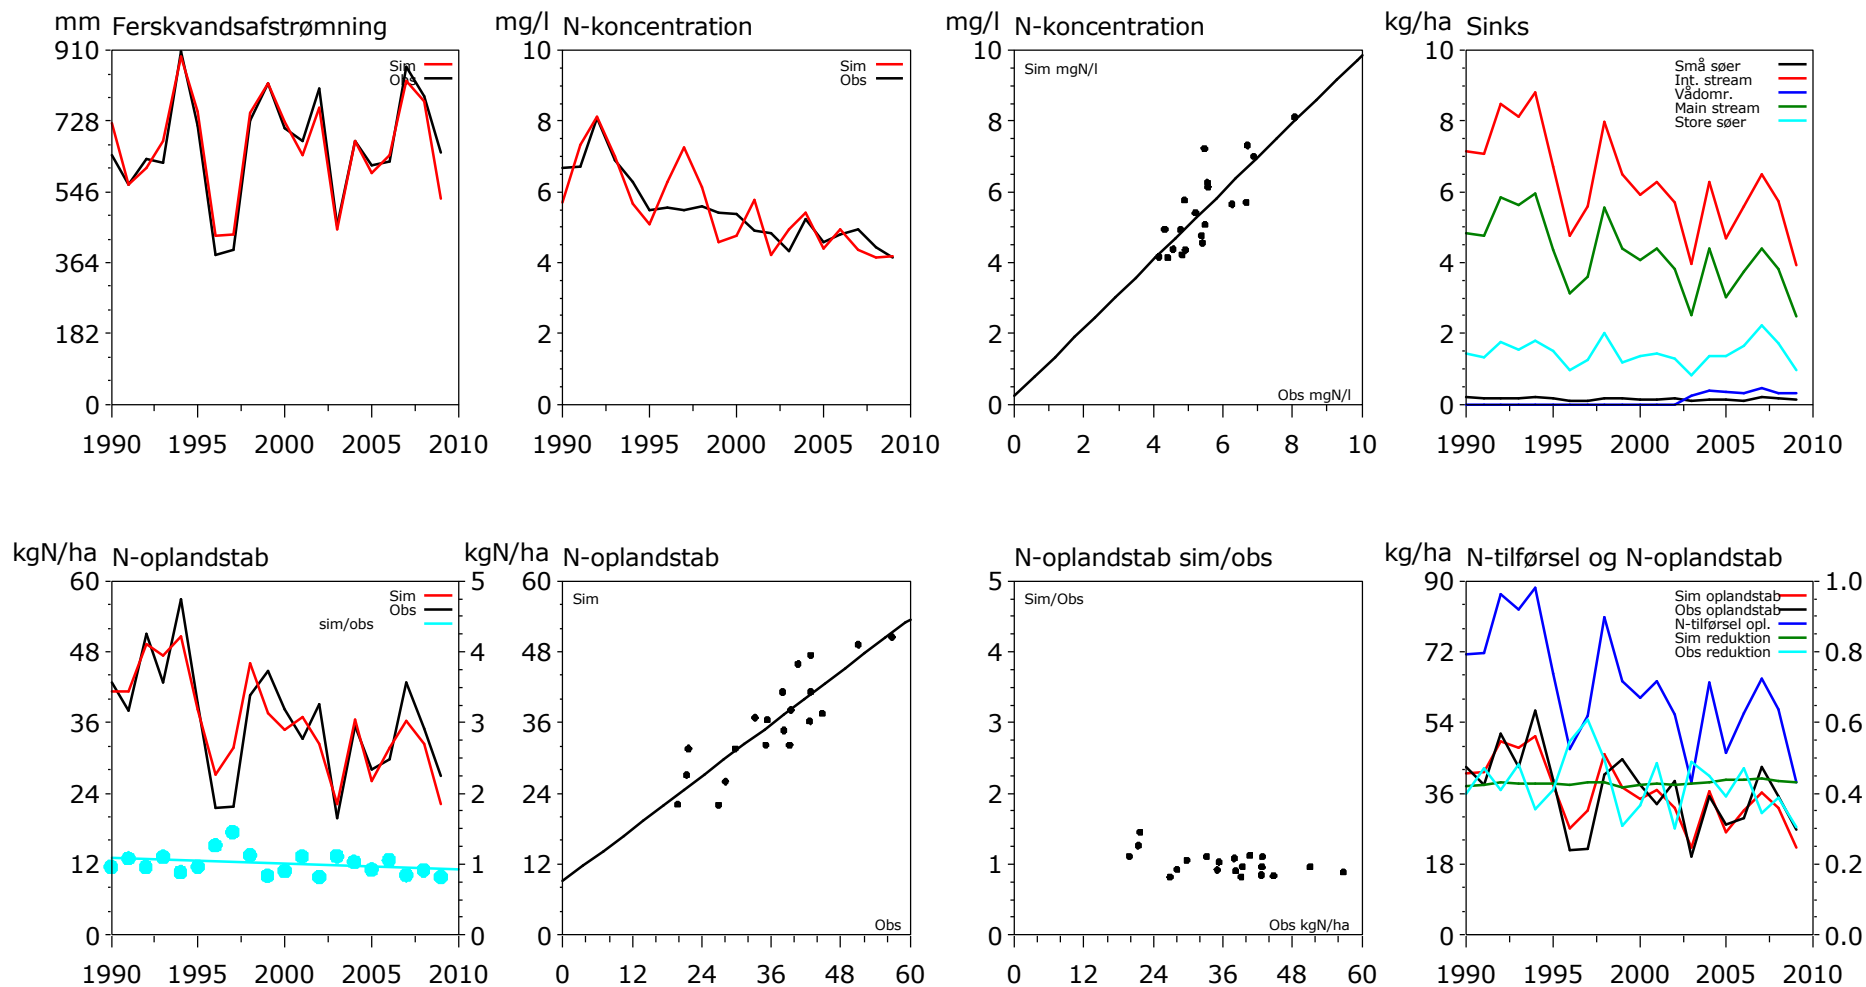 mm Ferskvandsafstrømning
910
728
546
364
182
0
1990 1995 2000 2005 2010
Sim
Obs
mg/l N-koncentration
10
8
6
4
2
0
1990 1995 2000 2005 2010
Sim
Obs
mg/l N-koncentration
10
8
6
4
2
0
0 2 4 6 8 10
Sim mgN/l
Obs mgN/l
kg/ha Sinks
10
8
6
4
2
0
1990 1995 2000 2005 2010
Små søer
Int. stream
Vådomr.
Main stream
Store søer
kgN/ha N-oplandstab
60
48
36
24
12
0
5
4
3
2
1
0
1990 1995 2000 2005 2010
Sim
Obs
sim/obs
kgN/ha N-oplandstab
60
48
36
24
12
0
0 12 24 36 48 60
Sim
Obs
N-oplandstab sim/obs
5
4
3
2
1
0
0 12 24 36 48 60
Sim/Obs
Obs kgN/ha
kg/ha N-tilførsel og N-oplandstab
90
72
54
36
18
0
1.0
0.8
0.6
0.4
0.2
0.0
1990 1995 2000 2005 2010
Sim oplandstab
Obs oplandstab
N-tilførsel opl.
Sim reduktion
Obs reduktion